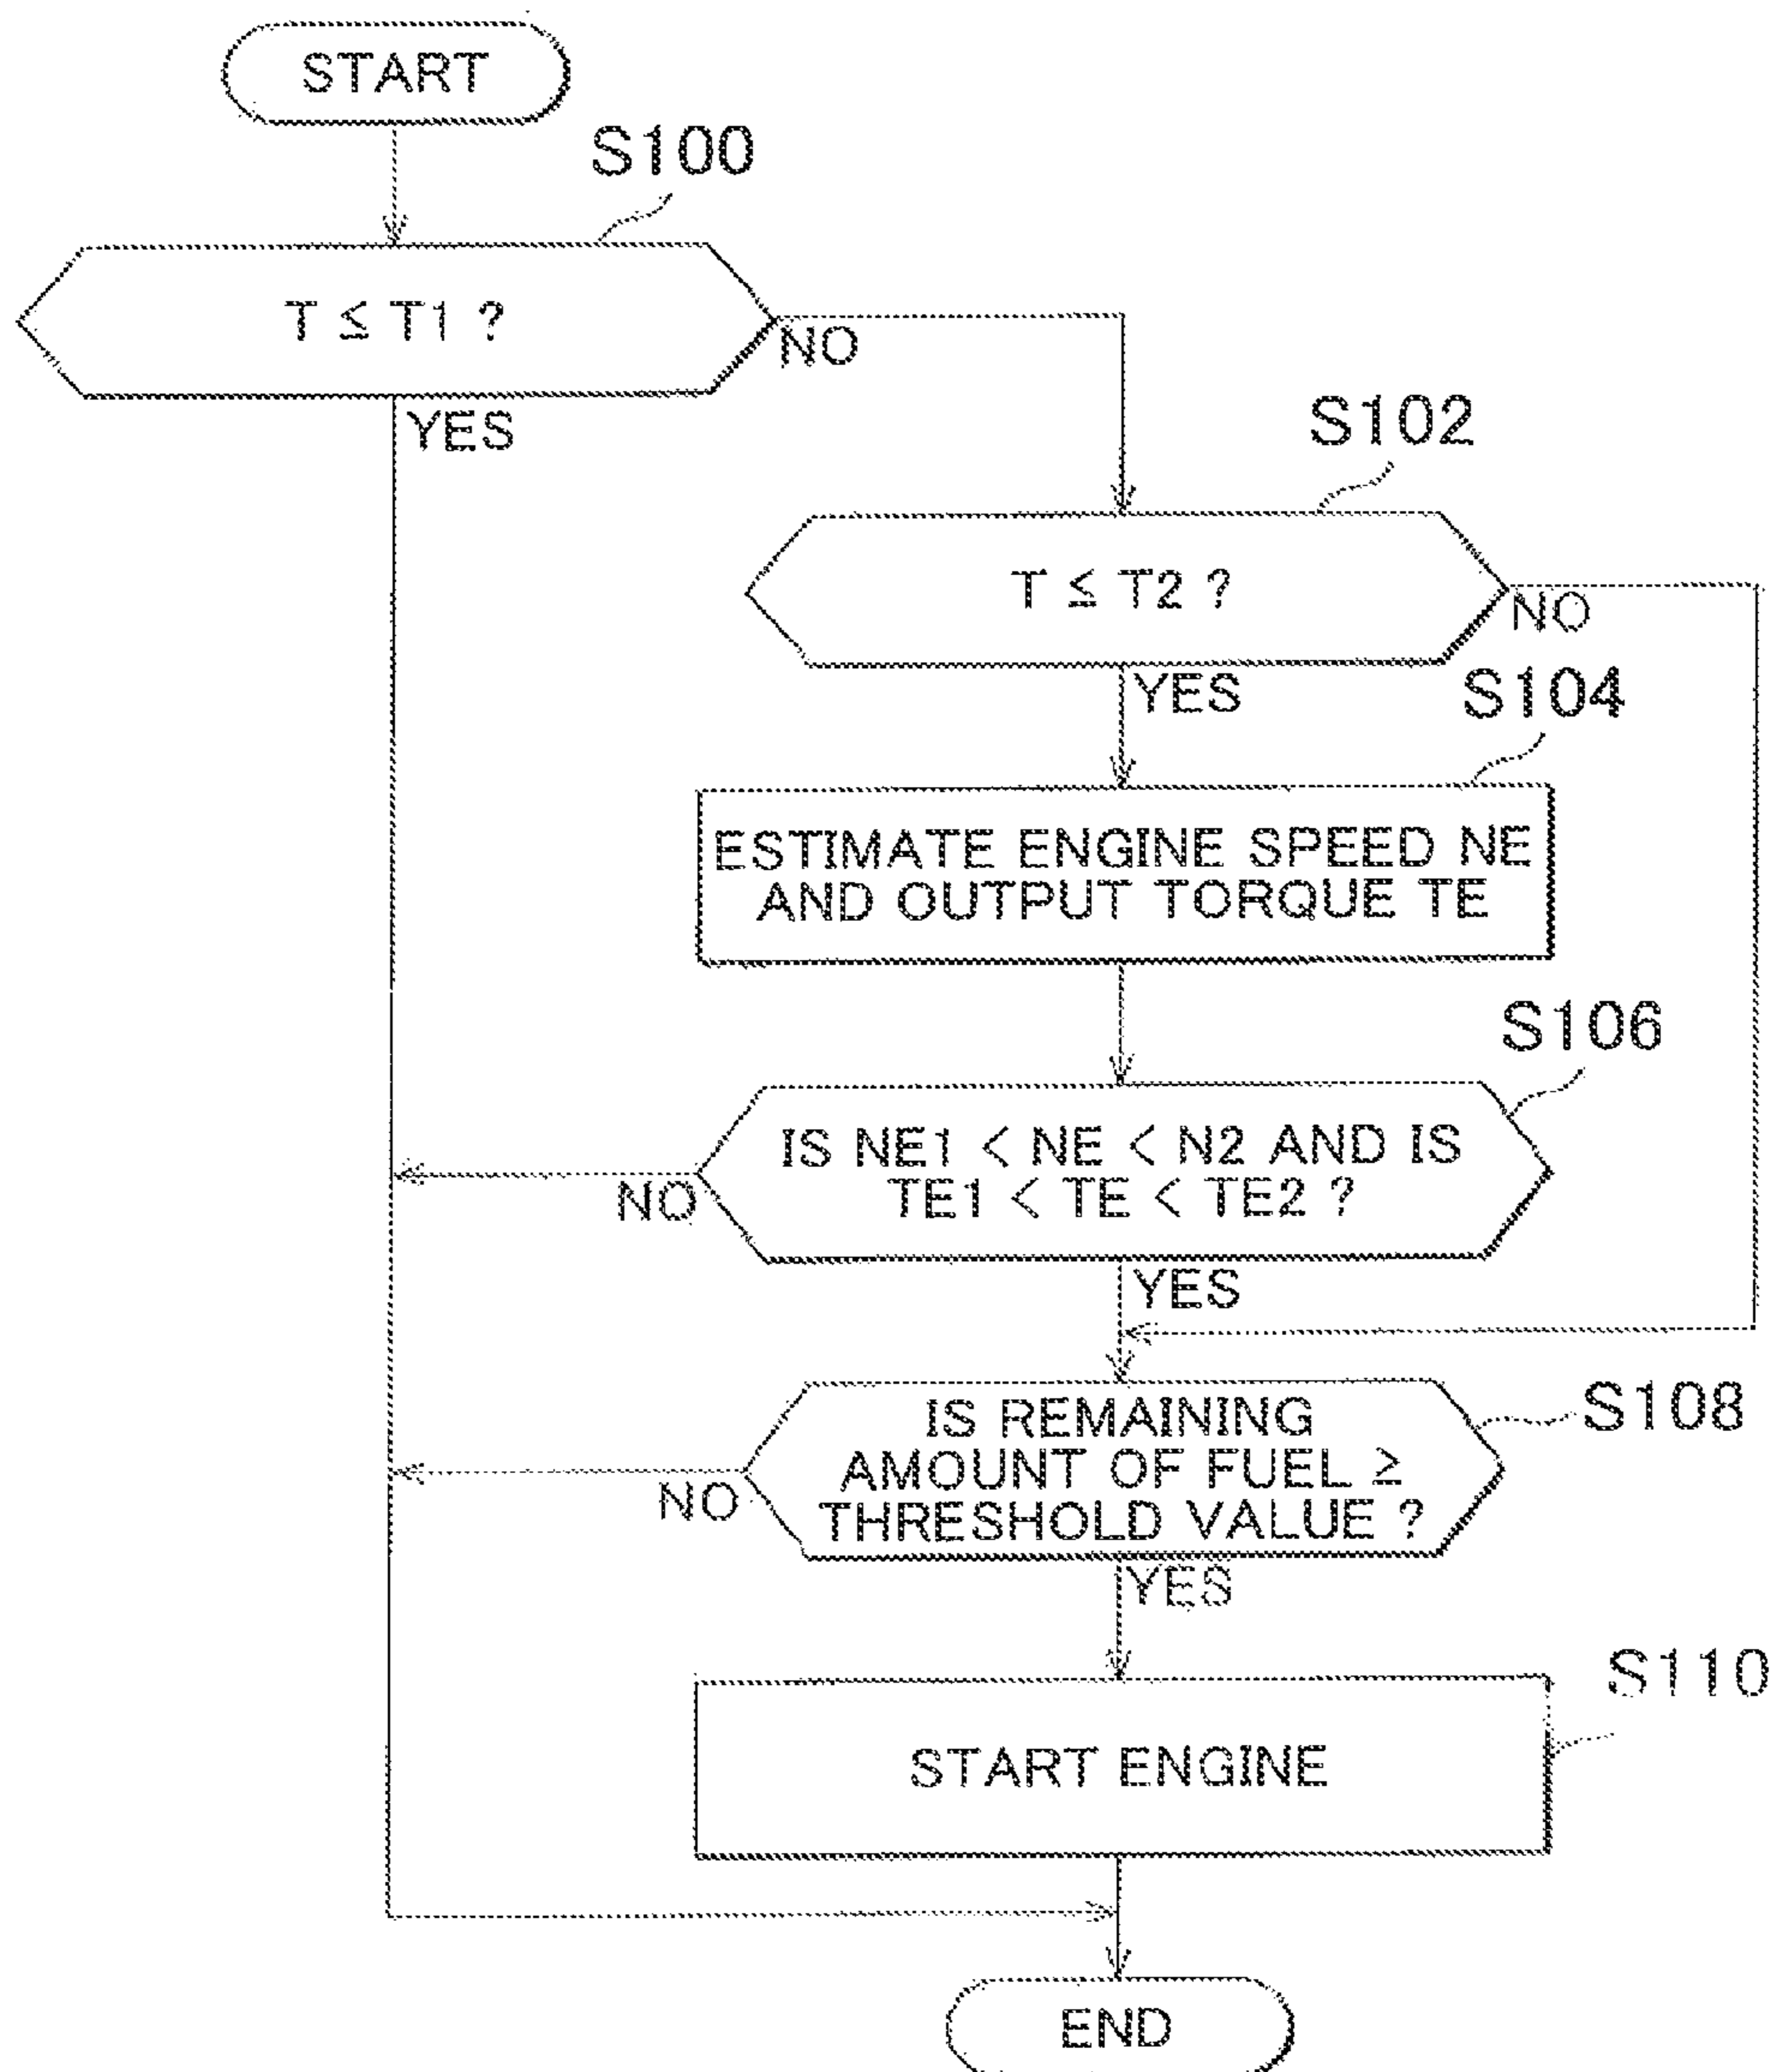 START
S100
T ≤ T1 ?
NO
YES
S102
T ≤ T2 ?
NO
YES
S104
ESTIMATE ENGINE SPEED NE
AND OUTPUT TORQUE TE
S106
IS NE1 < NE < N2 AND IS
TE1 < TE < TE2 ?
NO
YES
S108
IS REMAINING
AMOUNT OF FUEL ≥
THRESHOLD VALUE ?
NO
YES
S110
START ENGINE
END